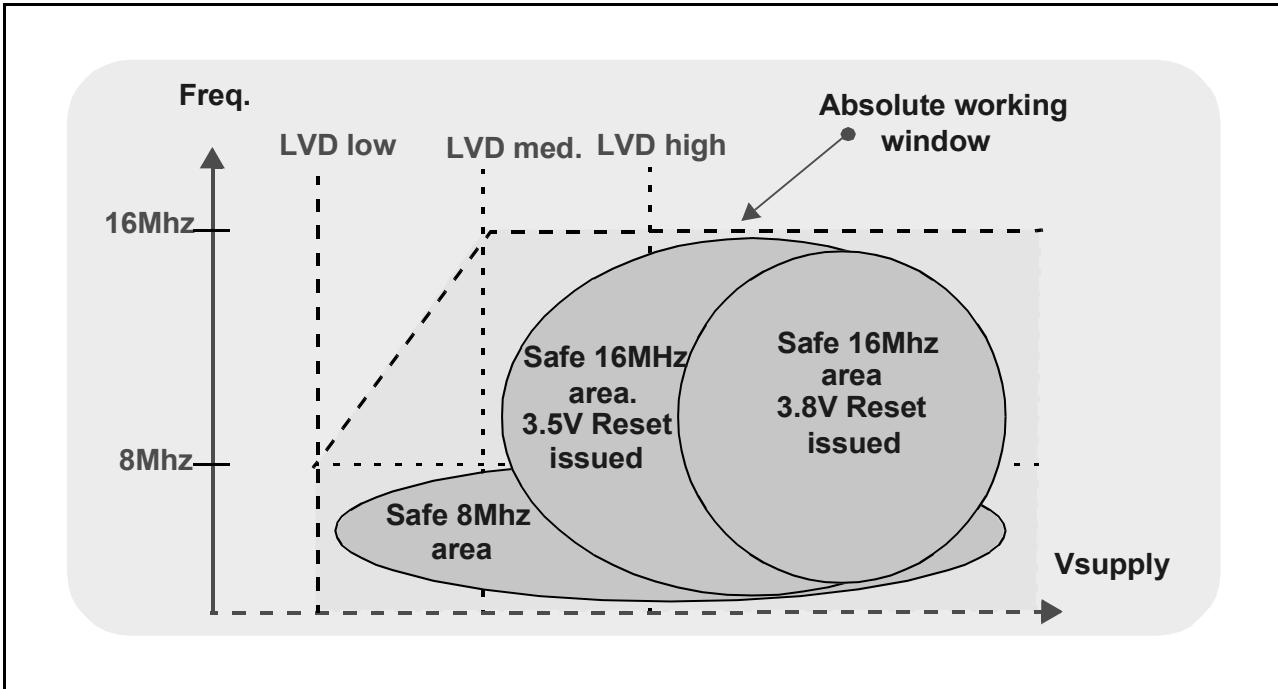 Freq.
Absolute working
window
LVD low
LVD med.
LVD high
16Mhz
8Mhz
Safe 16MHz
area.
3.5V Reset
issued
Safe 16Mhz
area
3.8V Reset
issued
Safe 8Mhz
area
Vsupply